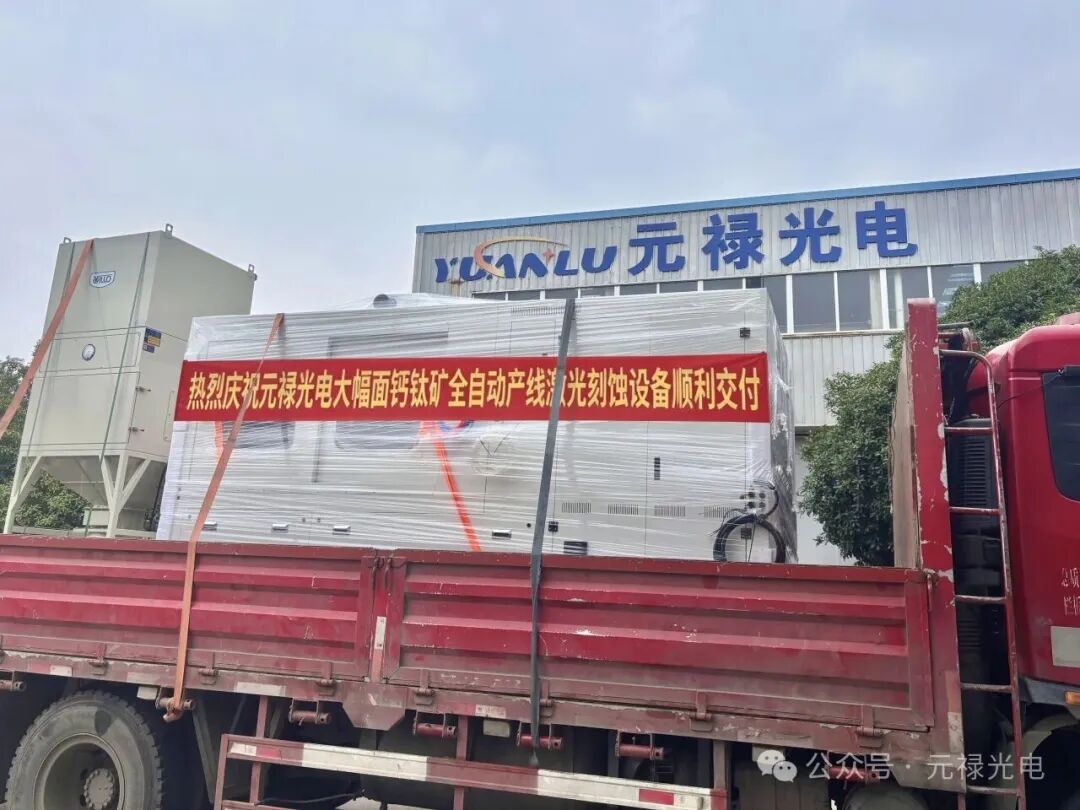 YUANLU 元禄光电
热烈庆祝元禄光电大幅面钙钛矿全自动产线激光刻蚀设备顺利交付
公众号 · 元禄光电